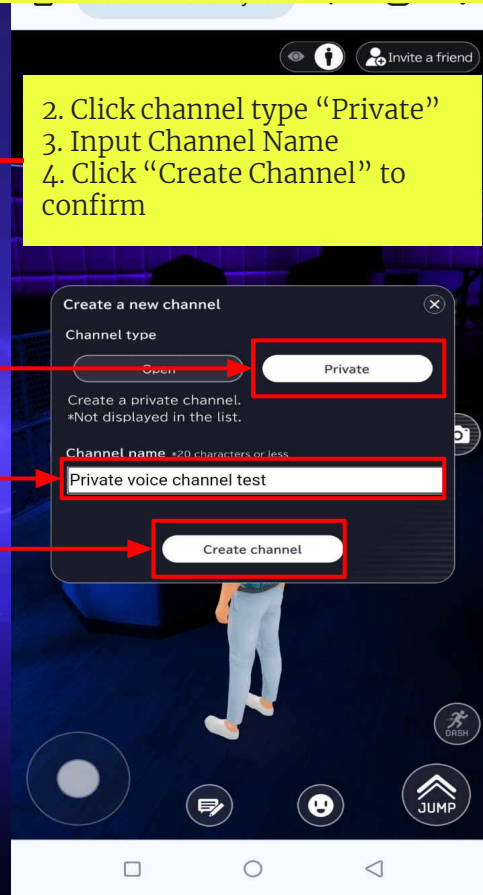 Invite a friend
2. Click channel type “Private”
3. Input Channel Name
4. Click “Create Channel” to
confirm
Create a new channel
Channel type
Open
Private
Create a private channel.
*Not displayed in the list.
Channel name *20 characters or less
Private voice channel test
Create channel
DASH
JUMP